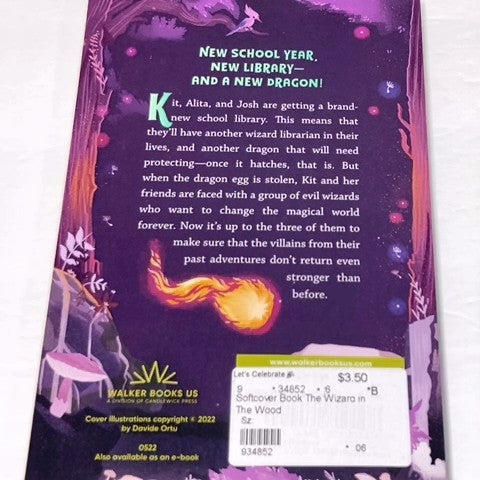 NEW SCHOOL YEAR,
NEW LIBRARY—
AND A NEW DRAGON!
Kit, Alita, and Josh are getting a brand-
new school library. This means that
they'll have another wizard librarian in their
lives, and another dragon that will need
protecting—once it hatches, that is. But
when the dragon egg is stolen, Kit and her
friends are faced with a group of evil wizards
who want to change the magical world
forever. Now it's up to the three of them to
make sure that the villains from their
past adventures don't return even
stronger than
before.
WALKER BOOKS US
A DIVISION OF CANDLEWICK PRESS
Cover illustrations copyright © 2022
by Davide Ortu
0522
Also available as an e-book
www.walkerbooksus.com
Let's Celebrate
$3.50
9 * 34852 * 6 *B
Softcover Book The Wizard in
The Wood
Sz:
934852 * 06